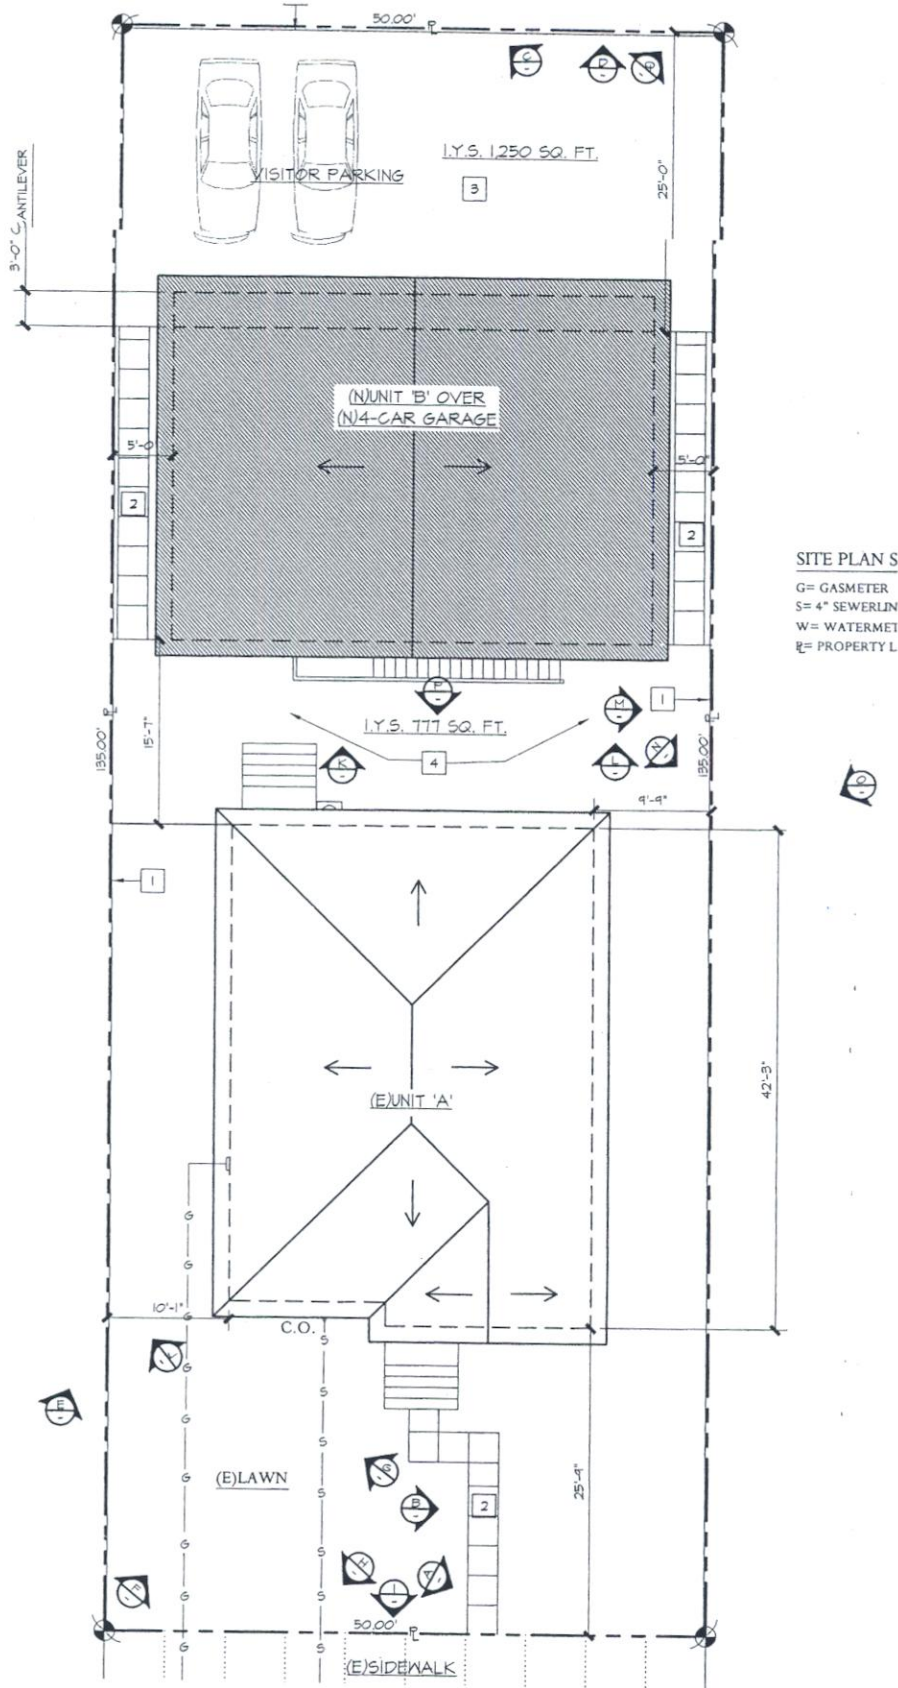 50.00'
C
D
Q
I.Y.S. 1,250 SQ. FT.
VISITOR PARKING
3
25'-0"
3'-0" CANTILEVER
(N)UNIT 'B' OVER
(N)4-CAR GARAGE
5'-0
5'-0"
2
2
SITE PLAN S
G= GASMETER
S= 4" SEWERLIN
W= WATERMET
PL= PROPERTY L
P
M
1
I.Y.S. 777 SQ. FT.
135.00'
15'-7"
K
4
L
N
135.00'
O
9'-9"
1
42'-3"
(E)UNIT 'A'
G
G
10'-1"
G
C.O.
S
G
S
E
G
S
(E)LAWN
G
G
B
2
25'-9"
S
G
S
H
A
F
I
G
S
50.00'
PL
G
S
(E)SIDEWALK